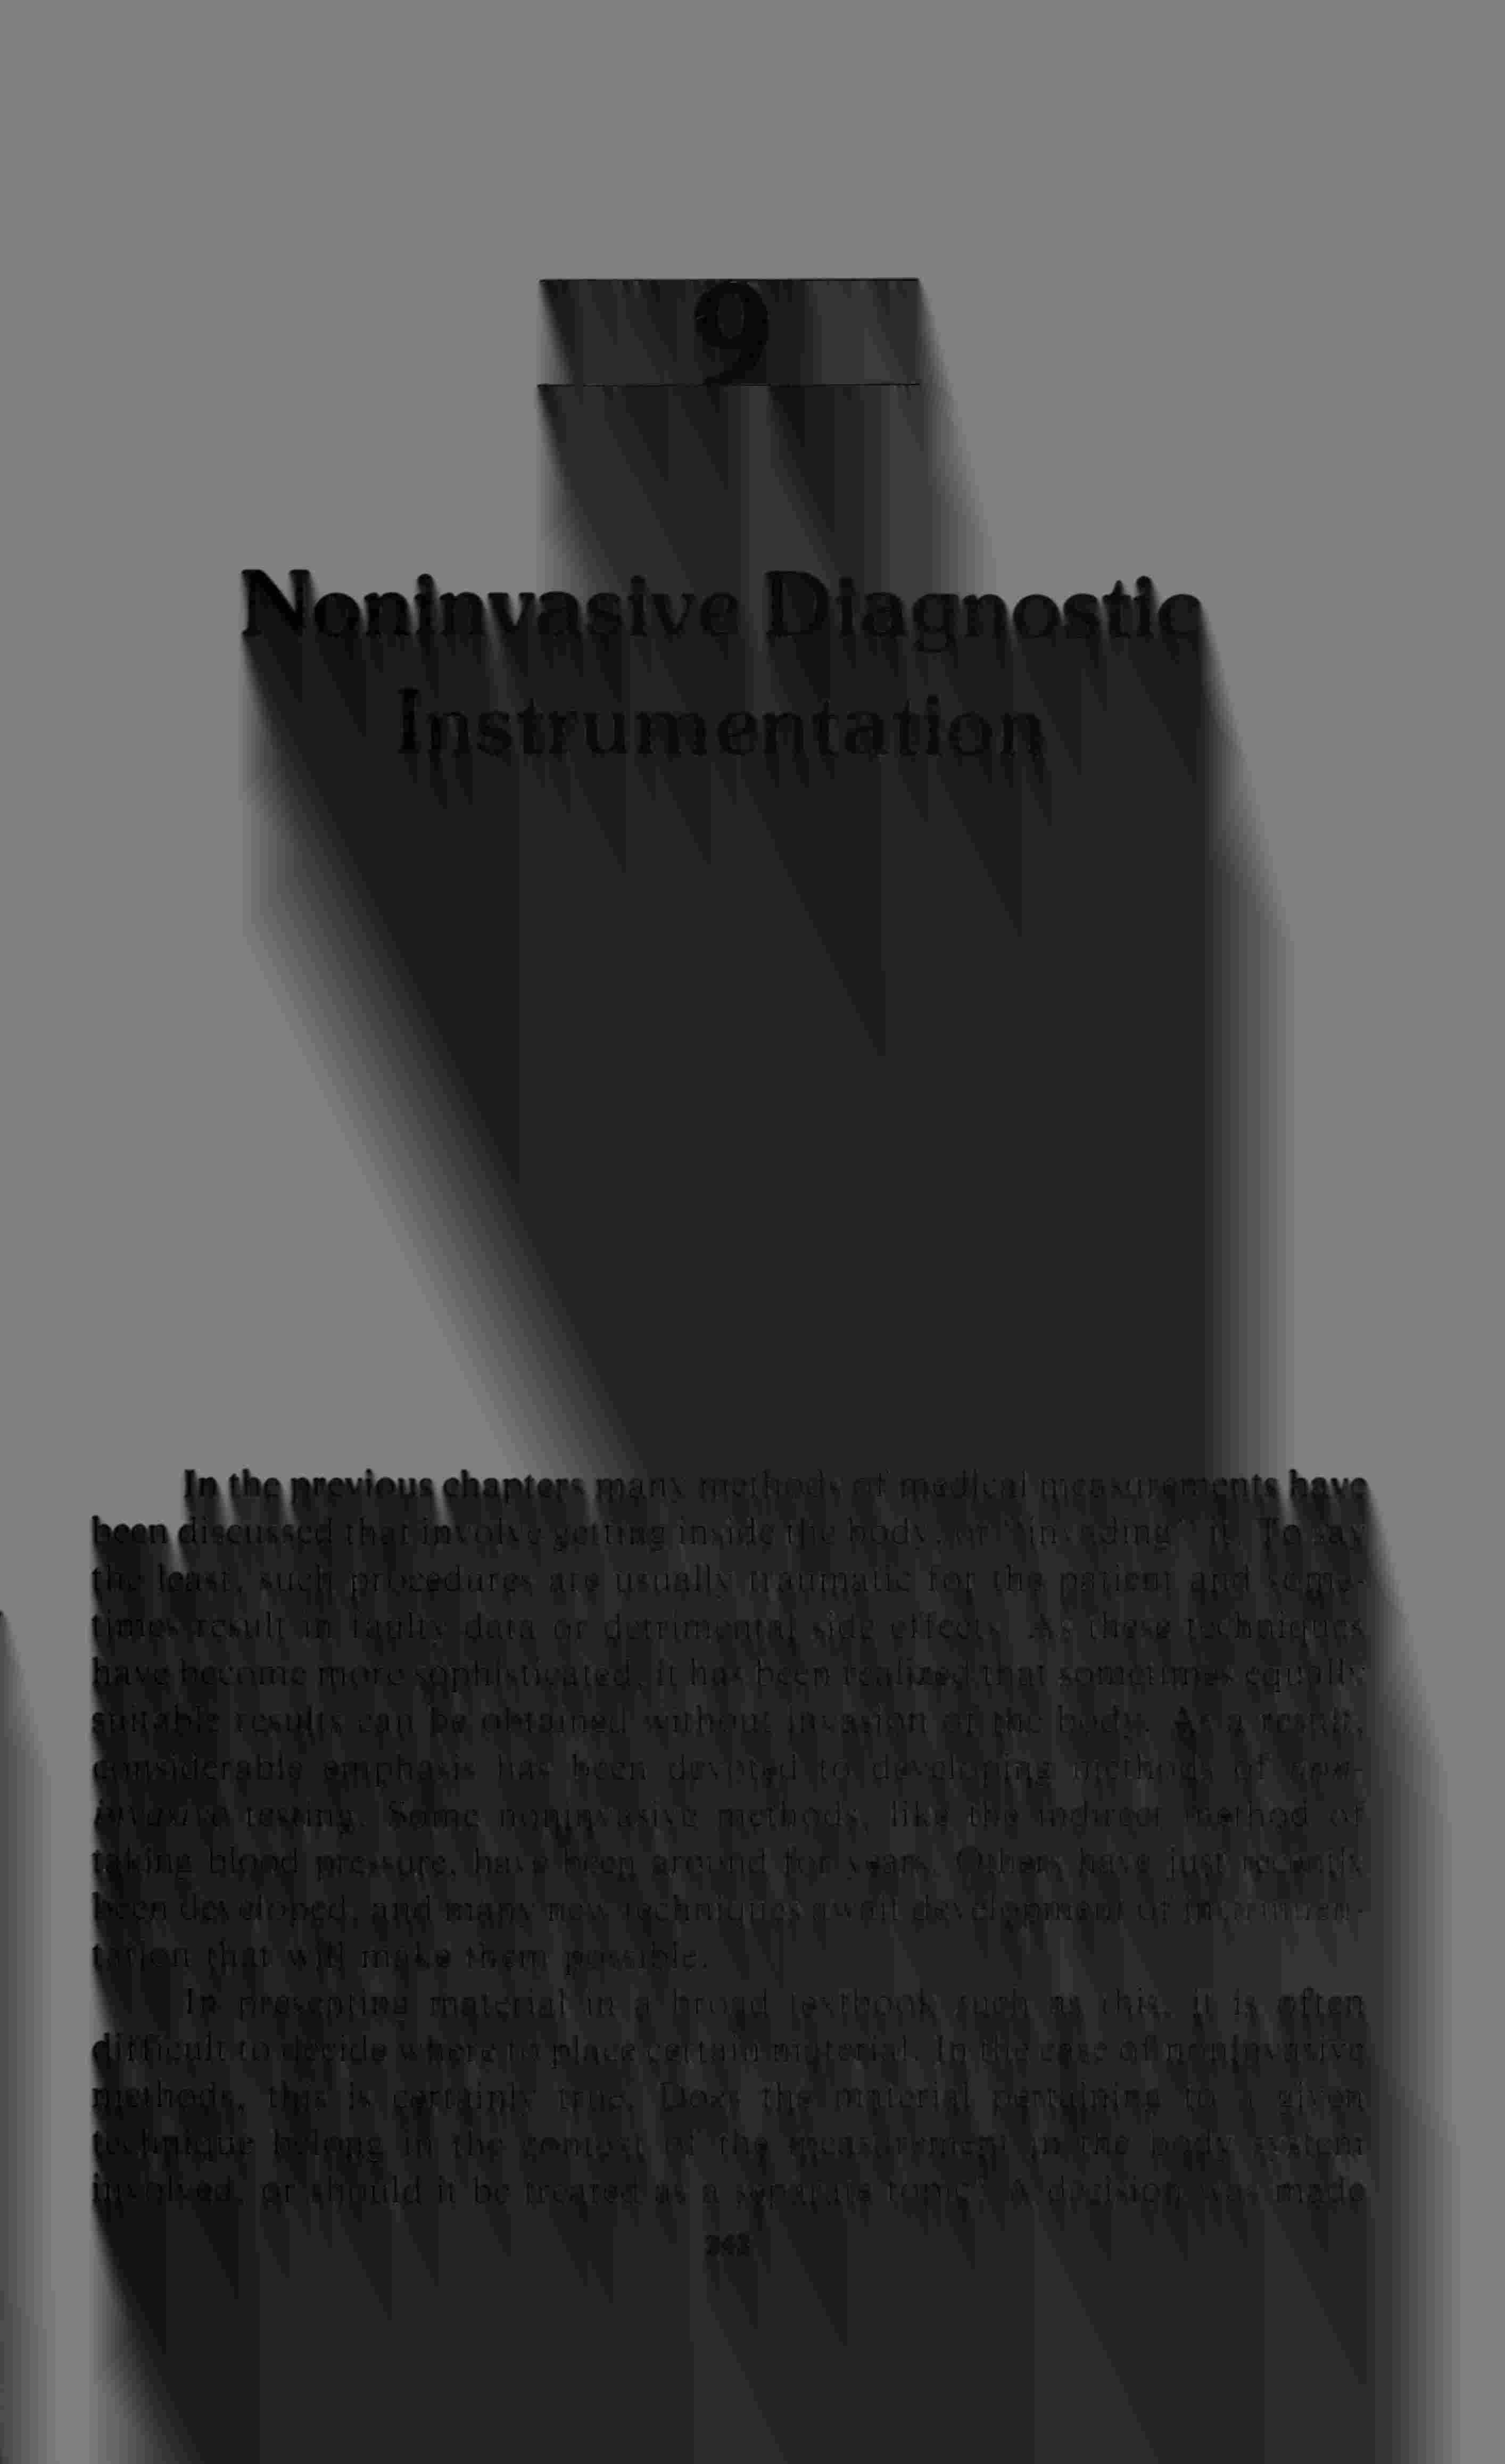 9
Noninvasive Diagnostic
Instrumentation
In the previous chapters many methods of medical measurements have
been discussed that involve getting inside the body, or "invading" it. To say
the least, such procedures are usually traumatic for the patient and some-
times result in faulty data or detrimental side effects. As these techniques
have become more sophisticated, it has been realized that sometimes equally
suitable results can be obtained without invasion of the body. As a result,
considerable emphasis has been devoted to developing methods of non-
invasive testing. Some noninvasive methods, like the indirect method of
taking blood pressure, have been around for years. Others have just recently
been developed, and many new techniques await development of instrumen-
tation that will make them possible.
In presenting material in a broad textbook such as this, it is often
difficult to decide where to place certain material. In the case of noninvasive
methods, this is certainly true. Does the material pertaining to a given
technique belong in the context of the measurement in the body system
involved, or should it be treated as a separate topic? A decision was made